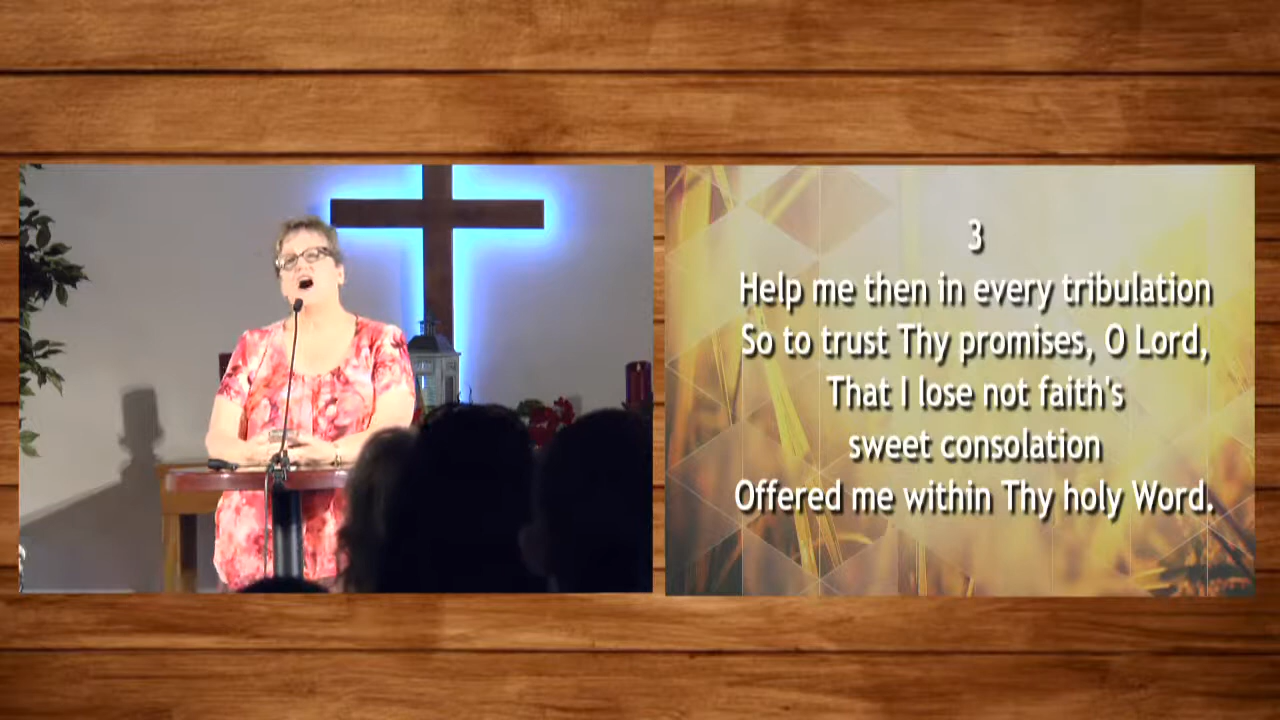 3
Help me then in every tribulation
So to trust Thy promises, O Lord,
That I lose not faith's
sweet consolation
Offered me within Thy holy Word.